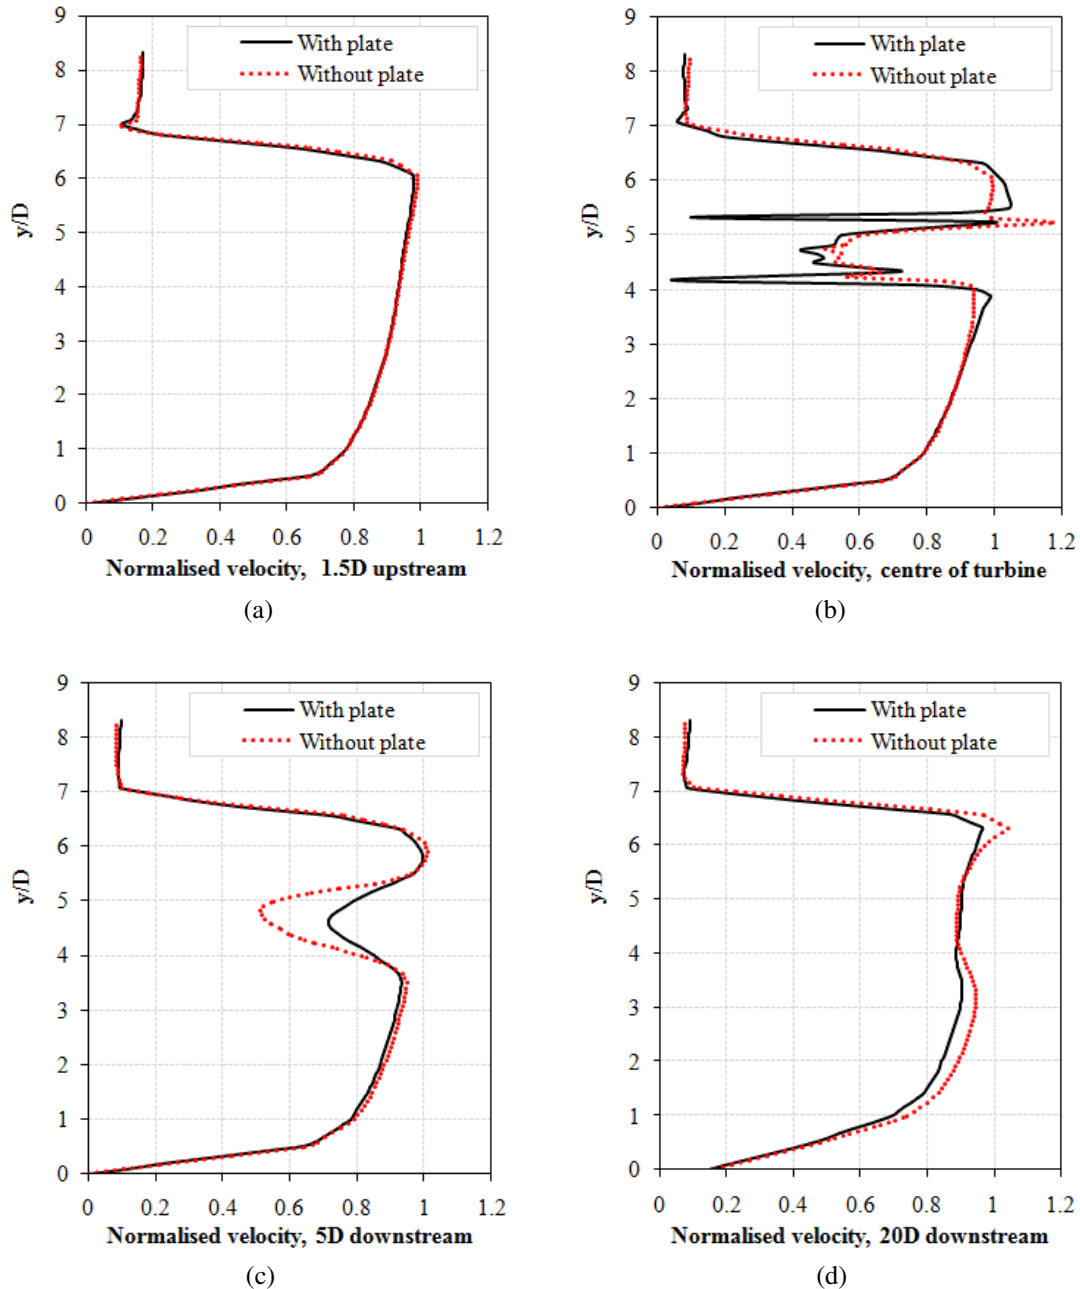 9
8
7
6
5
4
3
2
1
0
y/D
With plate
Without plate
0 0.2 0.4 0.6 0.8 1 1.2
Normalised velocity, 1.5D upstream
(a)
9
8
7
6
5
4
3
2
1
0
y/D
With plate
Without plate
0 0.2 0.4 0.6 0.8 1 1.2
Normalised velocity, centre of turbine
(b)
9
8
7
6
5
4
3
2
1
0
y/D
With plate
Without plate
0 0.2 0.4 0.6 0.8 1 1.2
Normalised velocity, 5D downstream
(c)
9
8
7
6
5
4
3
2
1
0
y/D
With plate
Without plate
0 0.2 0.4 0.6 0.8 1 1.2
Normalised velocity, 20D downstream
(d)